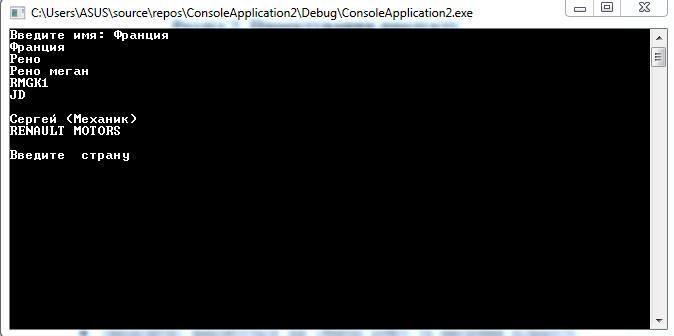 C:\Users\ASUS\source\repos\ConsoleApplication2\Debug\ConsoleApplication2.exe
Введите имя: Франция
Франция
Рено
Рено меган
RMGK1
JD
Сергей (Механик)
RENAULT MOTORS
Введите  страну